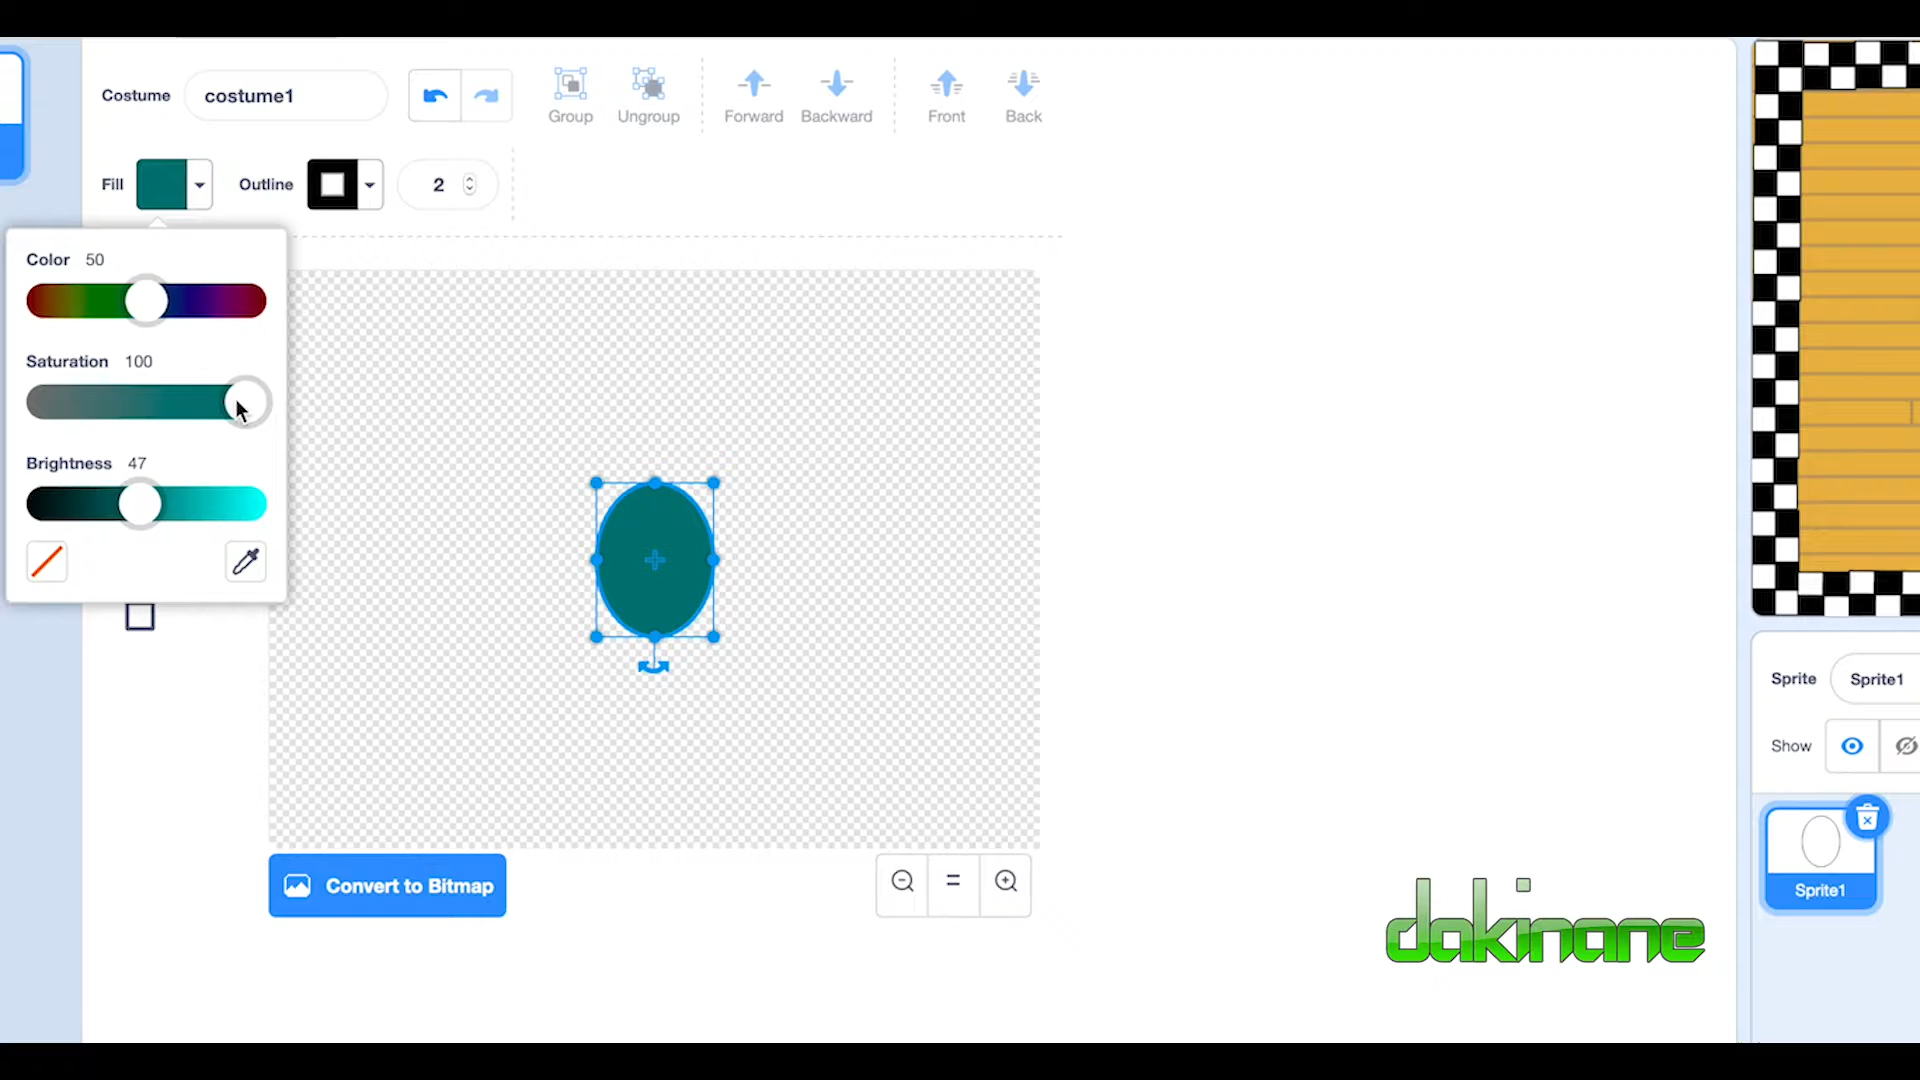 Costume costume1
Group Ungroup Forward Backward Front Back
Fill Outline 2
Color 50
Saturation 100
Brightness 47
Convert to Bitmap
Sprite Sprite1
Show
Sprite1
dakinane